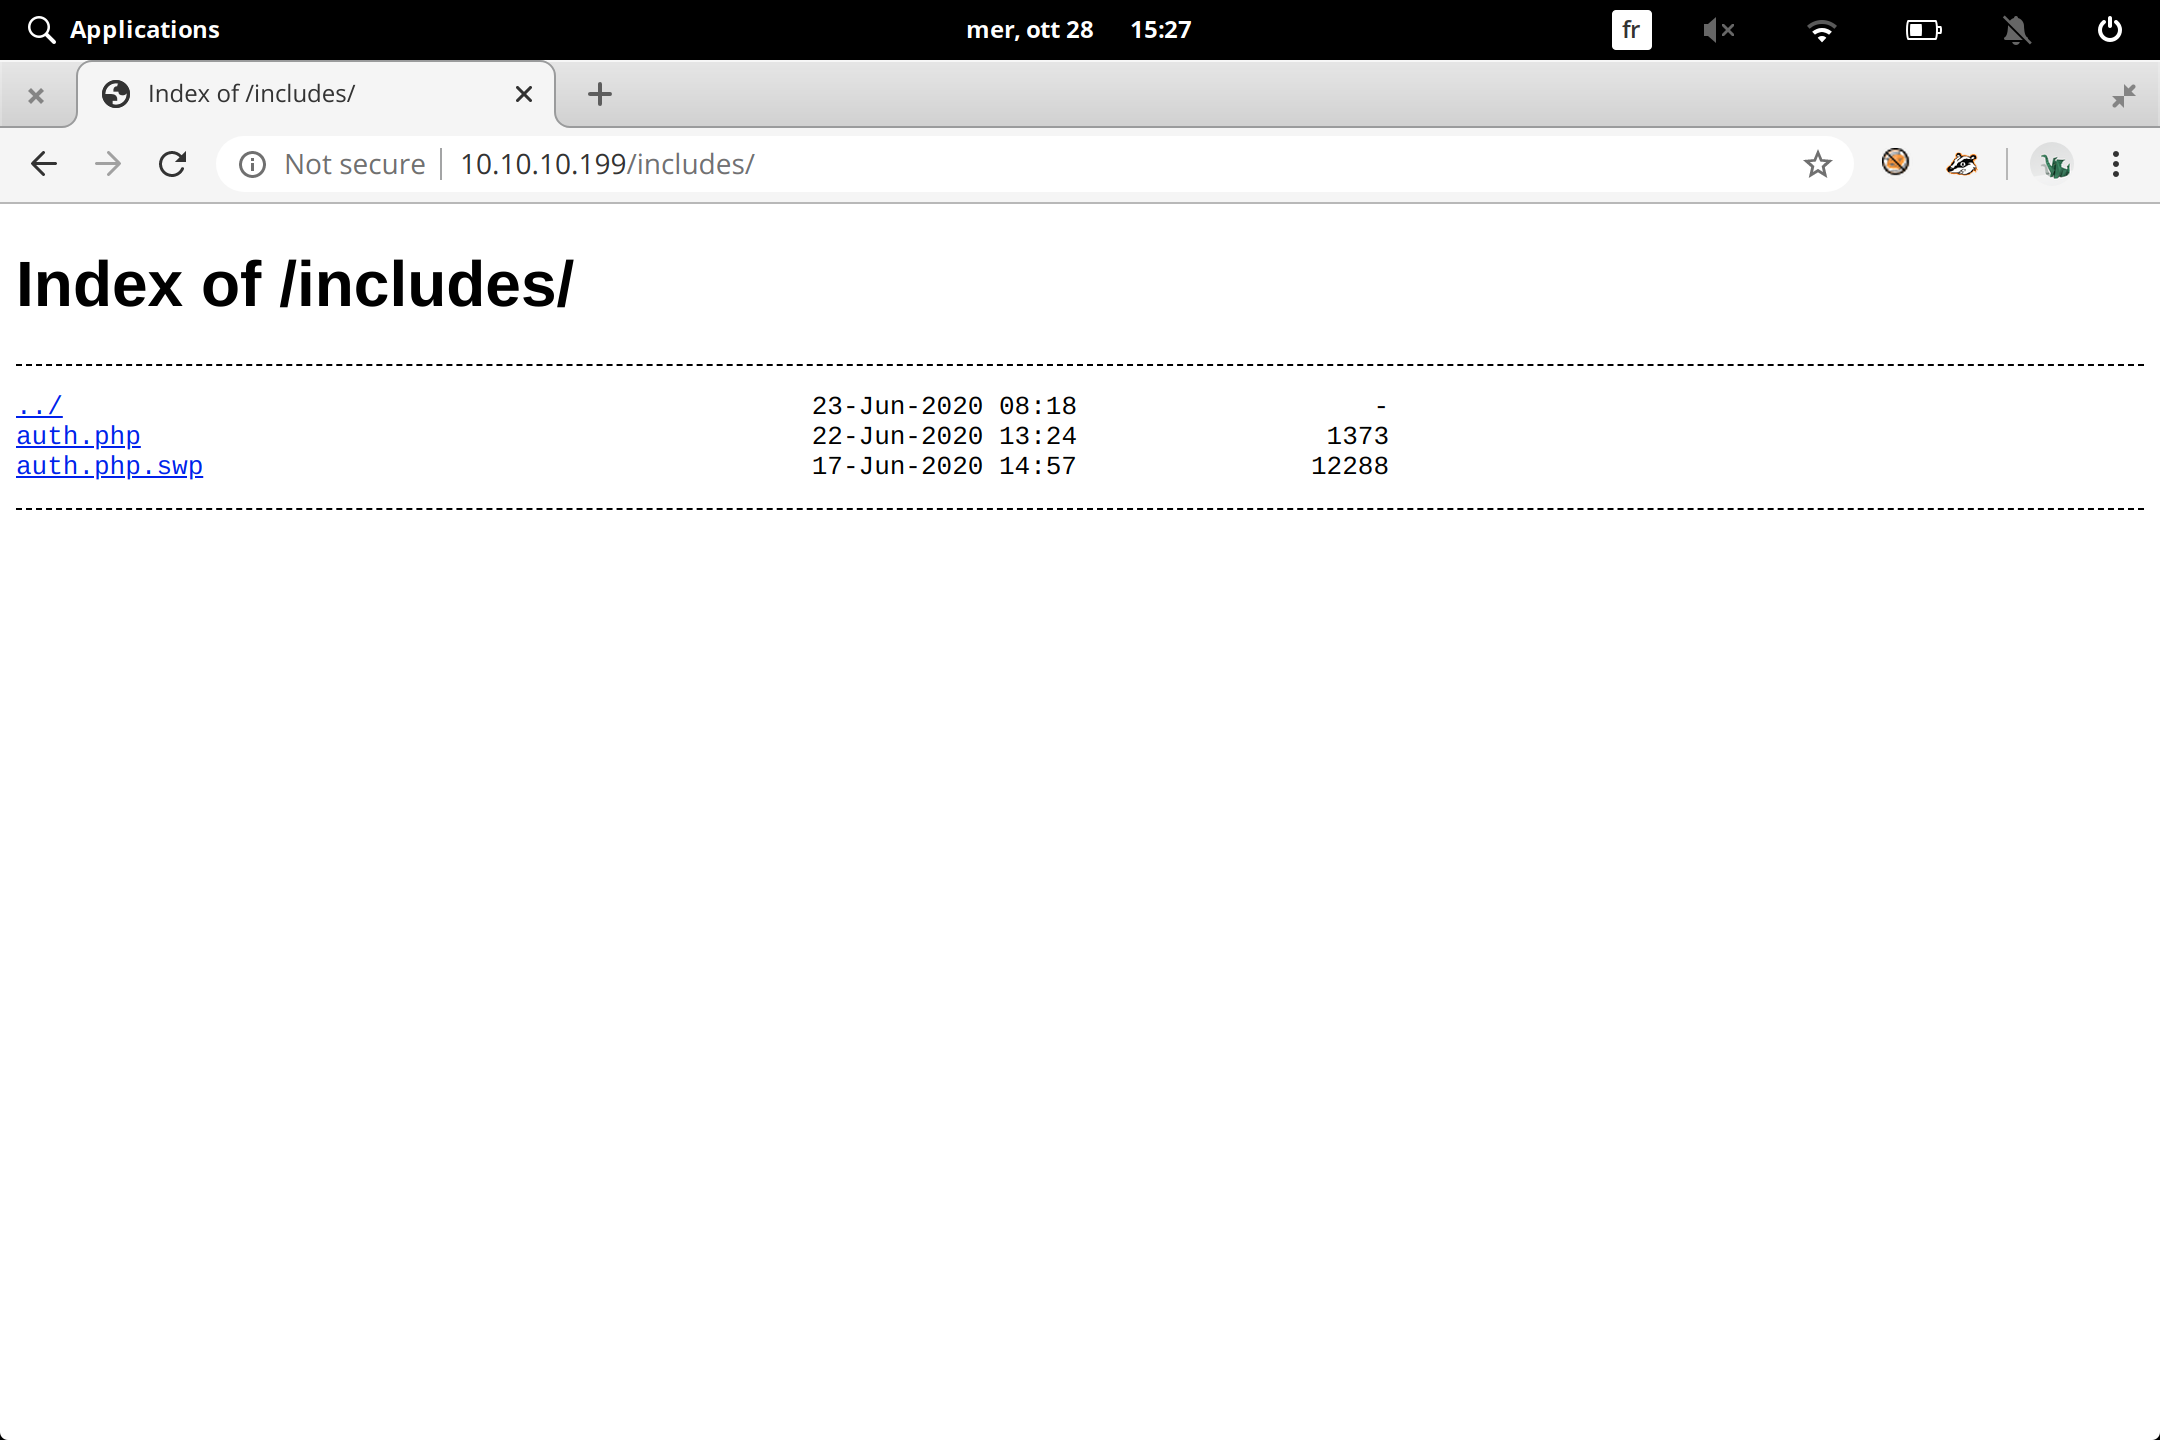 Applications mer, ott 28 15:27 fr
Index of /includes/
Not secure 10.10.10.199/includes/
Index of /includes/
../ 23-Jun-2020 08:18 -
auth.php 22-Jun-2020 13:24 1373
auth.php.swp 17-Jun-2020 14:57 12288